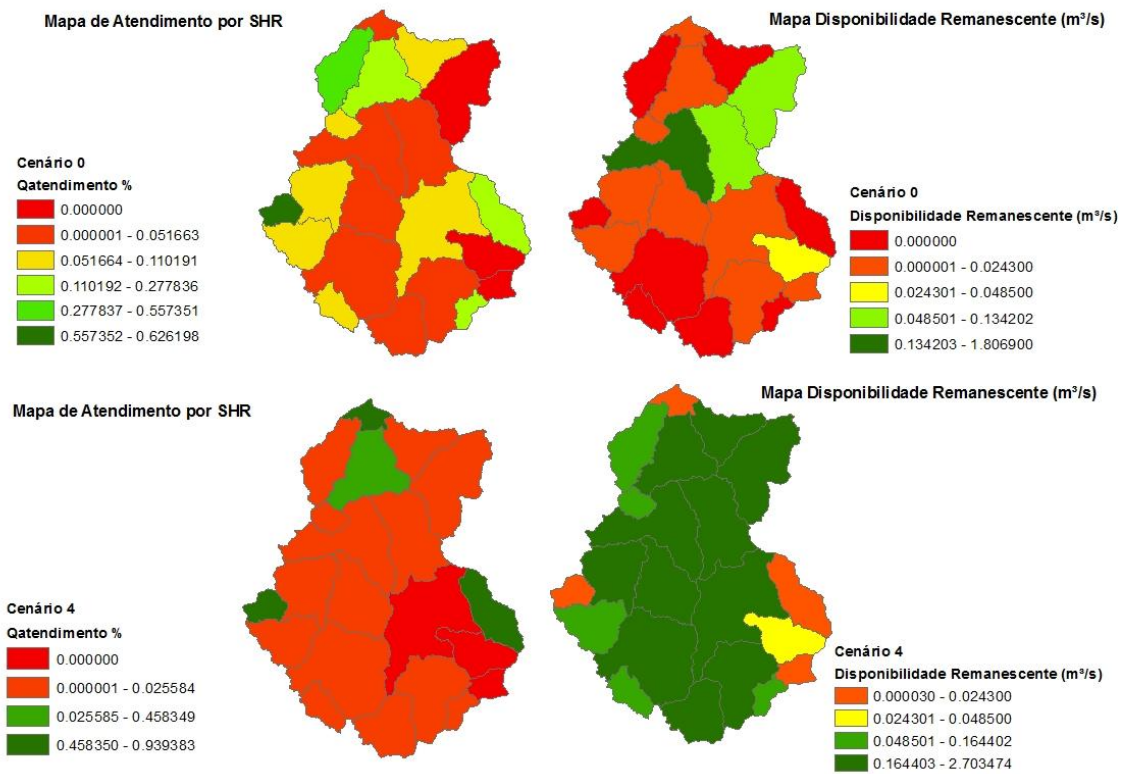 Mapa de Atendimento por SHR
Cenário 0
Qatendimento %
0.000000
0.000001 - 0.051663
0.051664 - 0.110191
0.110192 - 0.277836
0.277837 - 0.557351
0.557352 - 0.626198
Mapa Disponibilidade Remanescente (m³/s)
Cenário 0
Disponibilidade Remanescente (m³/s)
0.000000
0.000001 - 0.024300
0.024301 - 0.048500
0.048501 - 0.134202
0.134203 - 1.806900
Mapa de Atendimento por SHR
Cenário 4
Qatendimento %
0.000000
0.000001 - 0.025584
0.025585 - 0.458349
0.458350 - 0.939383
Mapa Disponibilidade Remanescente (m³/s)
Cenário 4
Disponibilidade Remanescente (m³/s)
0.000030 - 0.024300
0.024301 - 0.048500
0.048501 - 0.164402
0.164403 - 2.703474